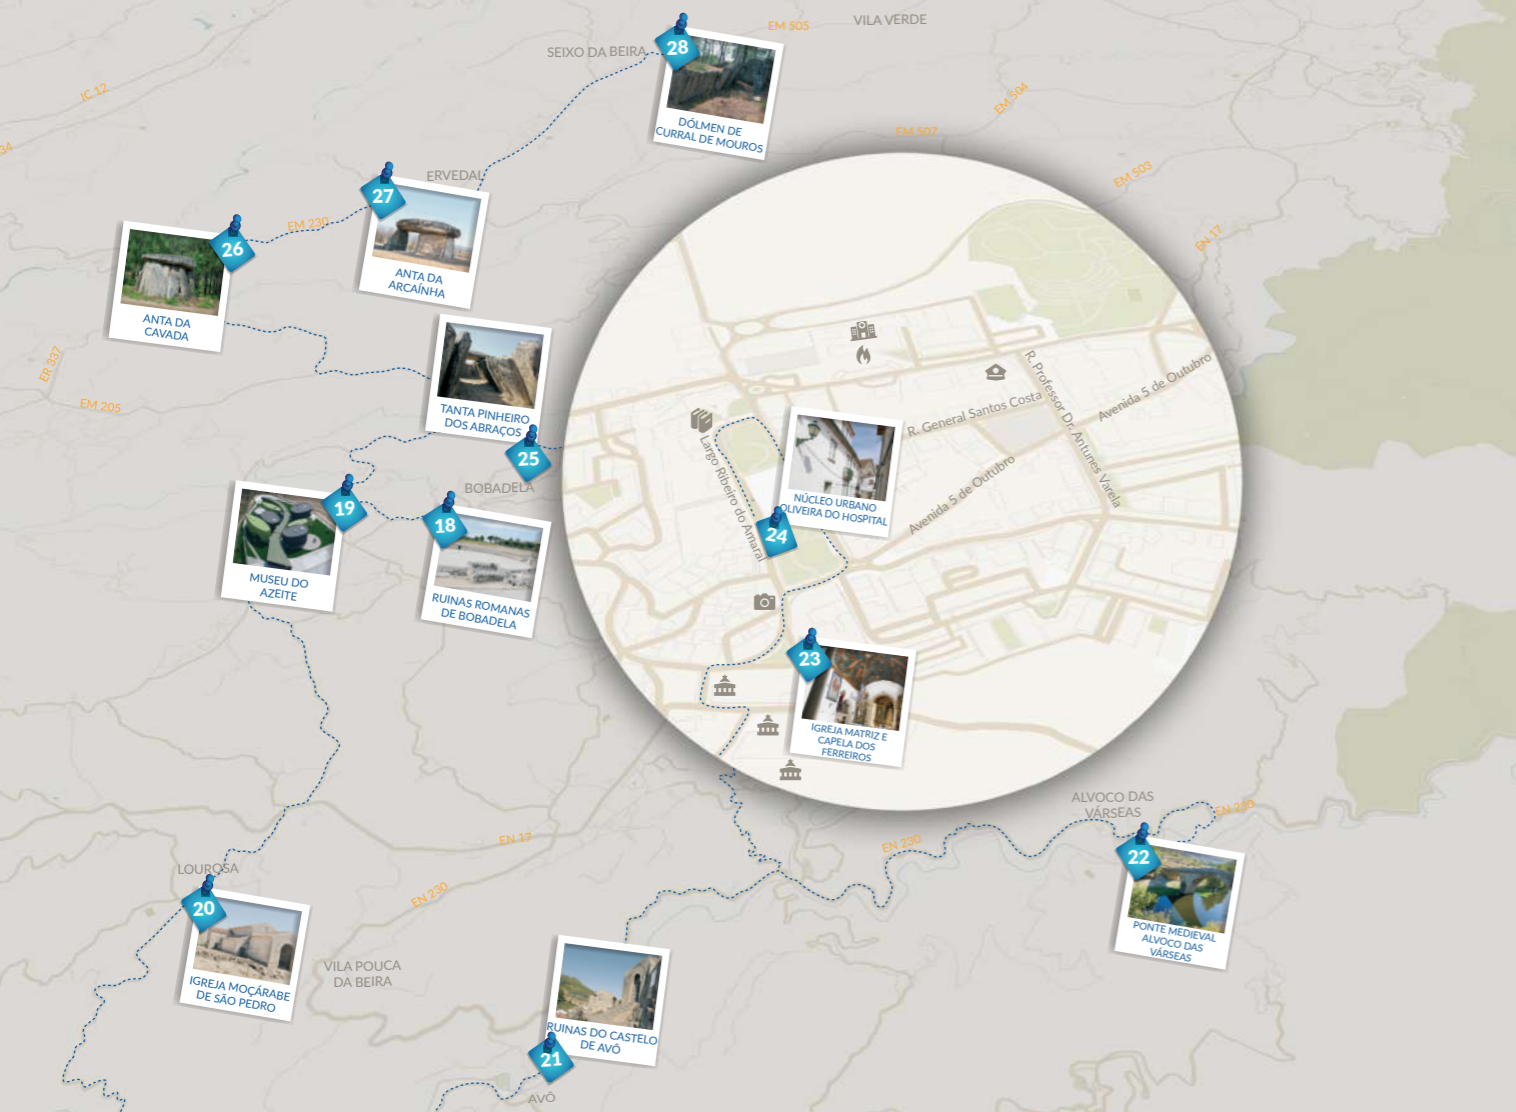 VILA VERDE
EM 505
SEIXO DA BEIRA
28
DÓLMEN DE
CURRAL DE MOUROS
IC 12
EM 504
EM 507
34
EM 503
ERVEDAL
27
ANTA DA
ARCAÍNHA
EM 230
26
ANTA DA
CAVADA
EN 17
ER 337
EM 205
TANTA PINHEIRO
DOS ABRAÇOS
25
BOBADELA
R. Professor Dr. Antunes Varela
Avenida 5 de Outubro
R. General Santos Costa
Largo Ribeiro do Amaral
Avenida 5 de Outubro
NÚCLEO URBANO
OLIVEIRA DO HOSPITAL
24
19
MUSEU DO
AZEITE
18
RUINAS ROMANAS
DE BOBADELA
23
IGREJA MATRIZ E
CAPELA DOS
FERREIROS
ALVOCO DAS
VÁRSEAS
EN 230
EN 17
EN 230
22
PONTE MEDIEVAL
ALVOCO DAS
VÁRSEAS
LOUROSA
20
IGREJA MOÇÁRABE
DE SÃO PEDRO
EN 230
VILA POUCA
DA BEIRA
RUINAS DO CASTELO
DE AVÔ
21
AVÔ